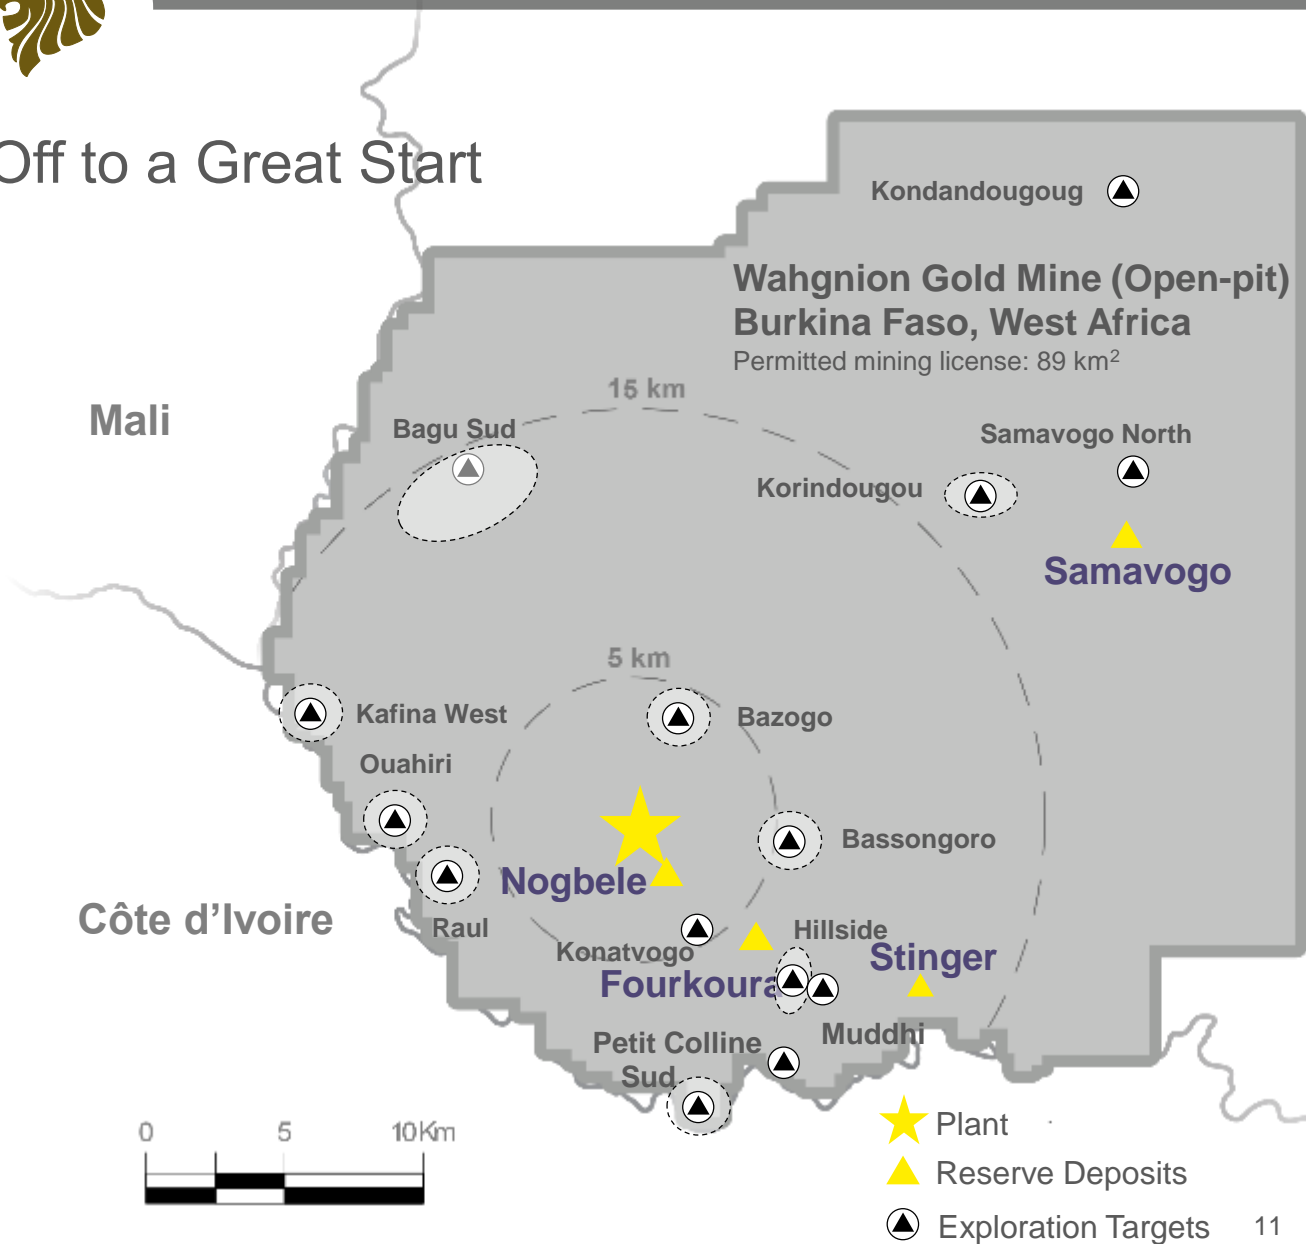 Off to a Great Start
Kondandougoug
Wahgnion Gold Mine (Open-pit)
Burkina Faso, West Africa
Permitted mining license: 89 km²
15 km
Mali
Bagu Sud
Samavogo North
Korindougou
Samavogo
5 km
Kafina West
Bazogo
Ouahiri
Bassongoro
Nogbele
Côte d'Ivoire
Raul
Hillside
Konatvogo
Stinger
Fourkoura
Muddhi
Petit Colline
Sud
0 5 10Km
Plant
Reserve Deposits
Exploration Targets
11